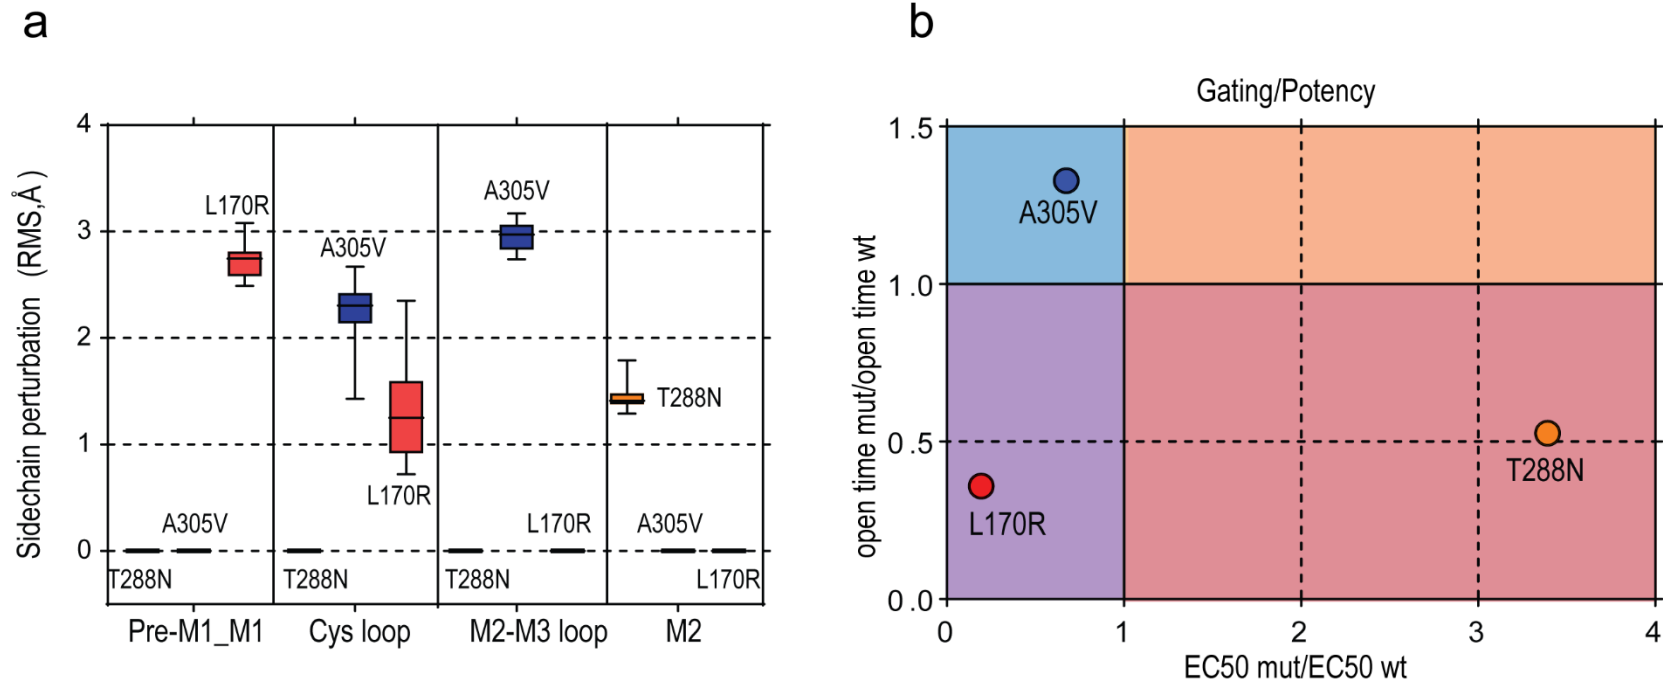 a
Sidechain perturbation (RMS,Å)
4
3
2
1
0
L170R
A305V
T288N
A305V
L170R
T288N
A305V
L170R
T288N
T288N
A305V
L170R
Pre-M1_M1
Cys loop
M2-M3 loop
M2
b
Gating/Potency
open time mut/open time wt
1.5
1.0
0.5
0.0
A305V
L170R
T288N
0
1
2
3
4
EC50 mut/EC50 wt